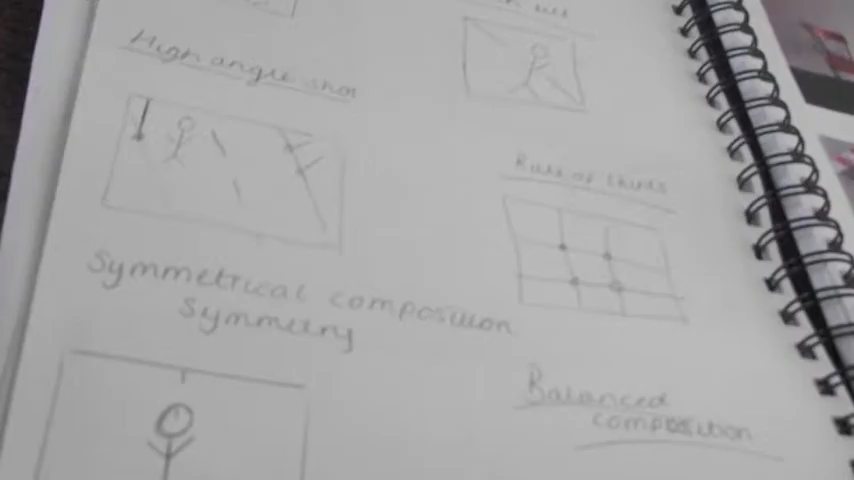 High angle shot
Rule of thirds
Symmetrical composition
Symmetry
Balanced
composition